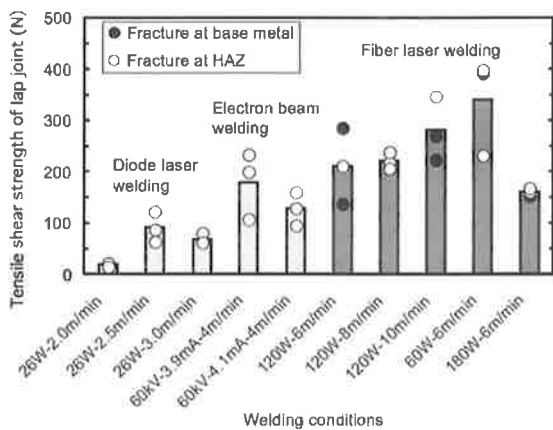 Tensile shear strength of lap joint (N)
500
400
300
200
100
0
Fracture at base metal
Fracture at HAZ
Fiber laser welding
Electron beam
welding
Diode laser
welding
26W-2.0m/min
26W-2.5m/min
26W-3.0m/min
60kV-3.9mA-4m/min
60kV-4.1mA-4m/min
120W-6m/min
120W-8m/min
120W-10m/min
60W-6m/min
180W-6m/min
Welding conditions